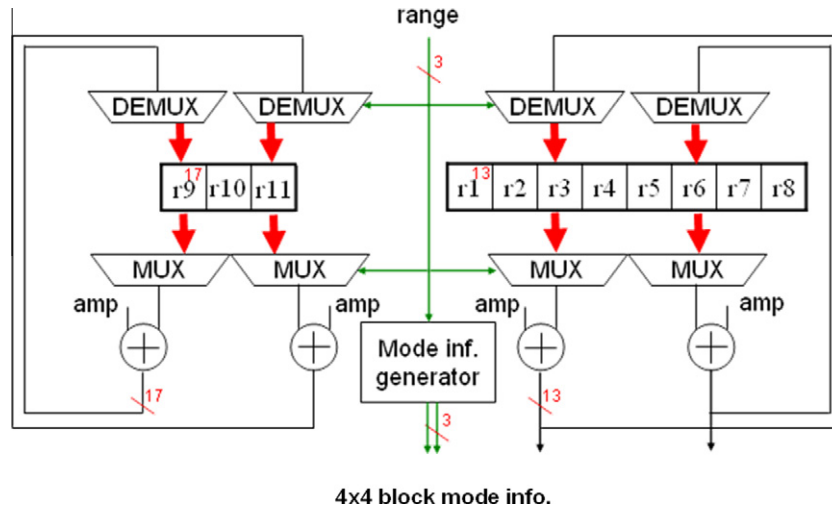 range
3
DEMUX DEMUX DEMUX DEMUX
17 13
r9 r10 r11 r1 r2 r3 r4 r5 r6 r7 r8
MUX MUX MUX MUX
amp amp amp amp
Mode inf.
generator
17 13
3
4x4 block mode info.